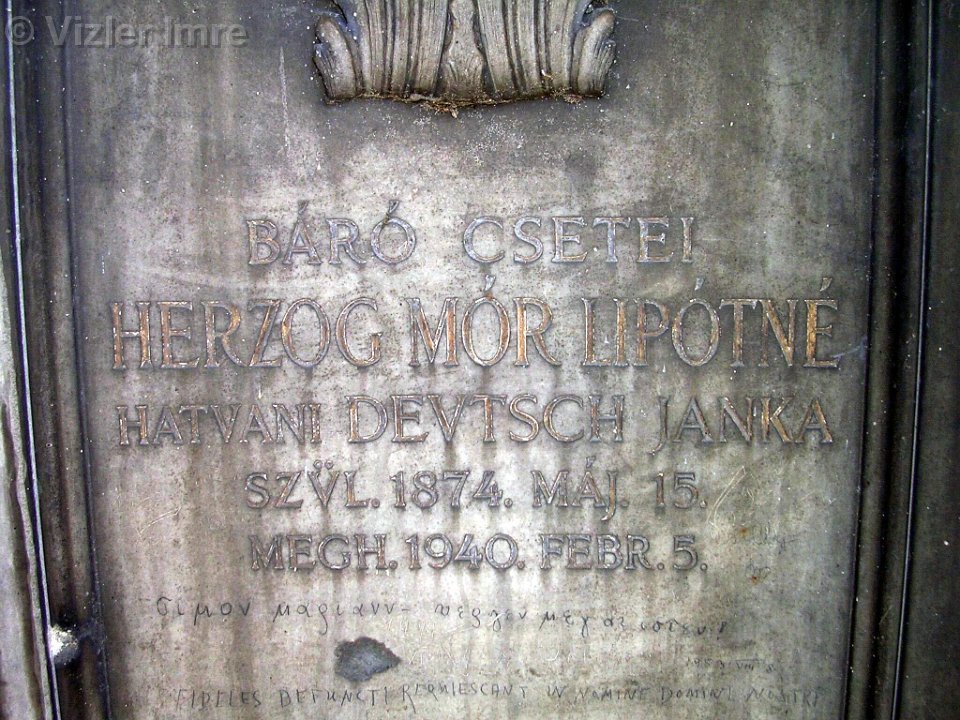 © Vizler Imre
BÁRÓ CSETEI
HERZOG MÓR LIPÓTNÉ
HATVANI DEVTSCH JANKA
SZV̈L. 1874. MÁJ. 15.
MEGH. 1940. FEBR. 5.
FIDELES DEFUNCTI REQUIESCANT IN NOMINE DOMINI NOSTRI